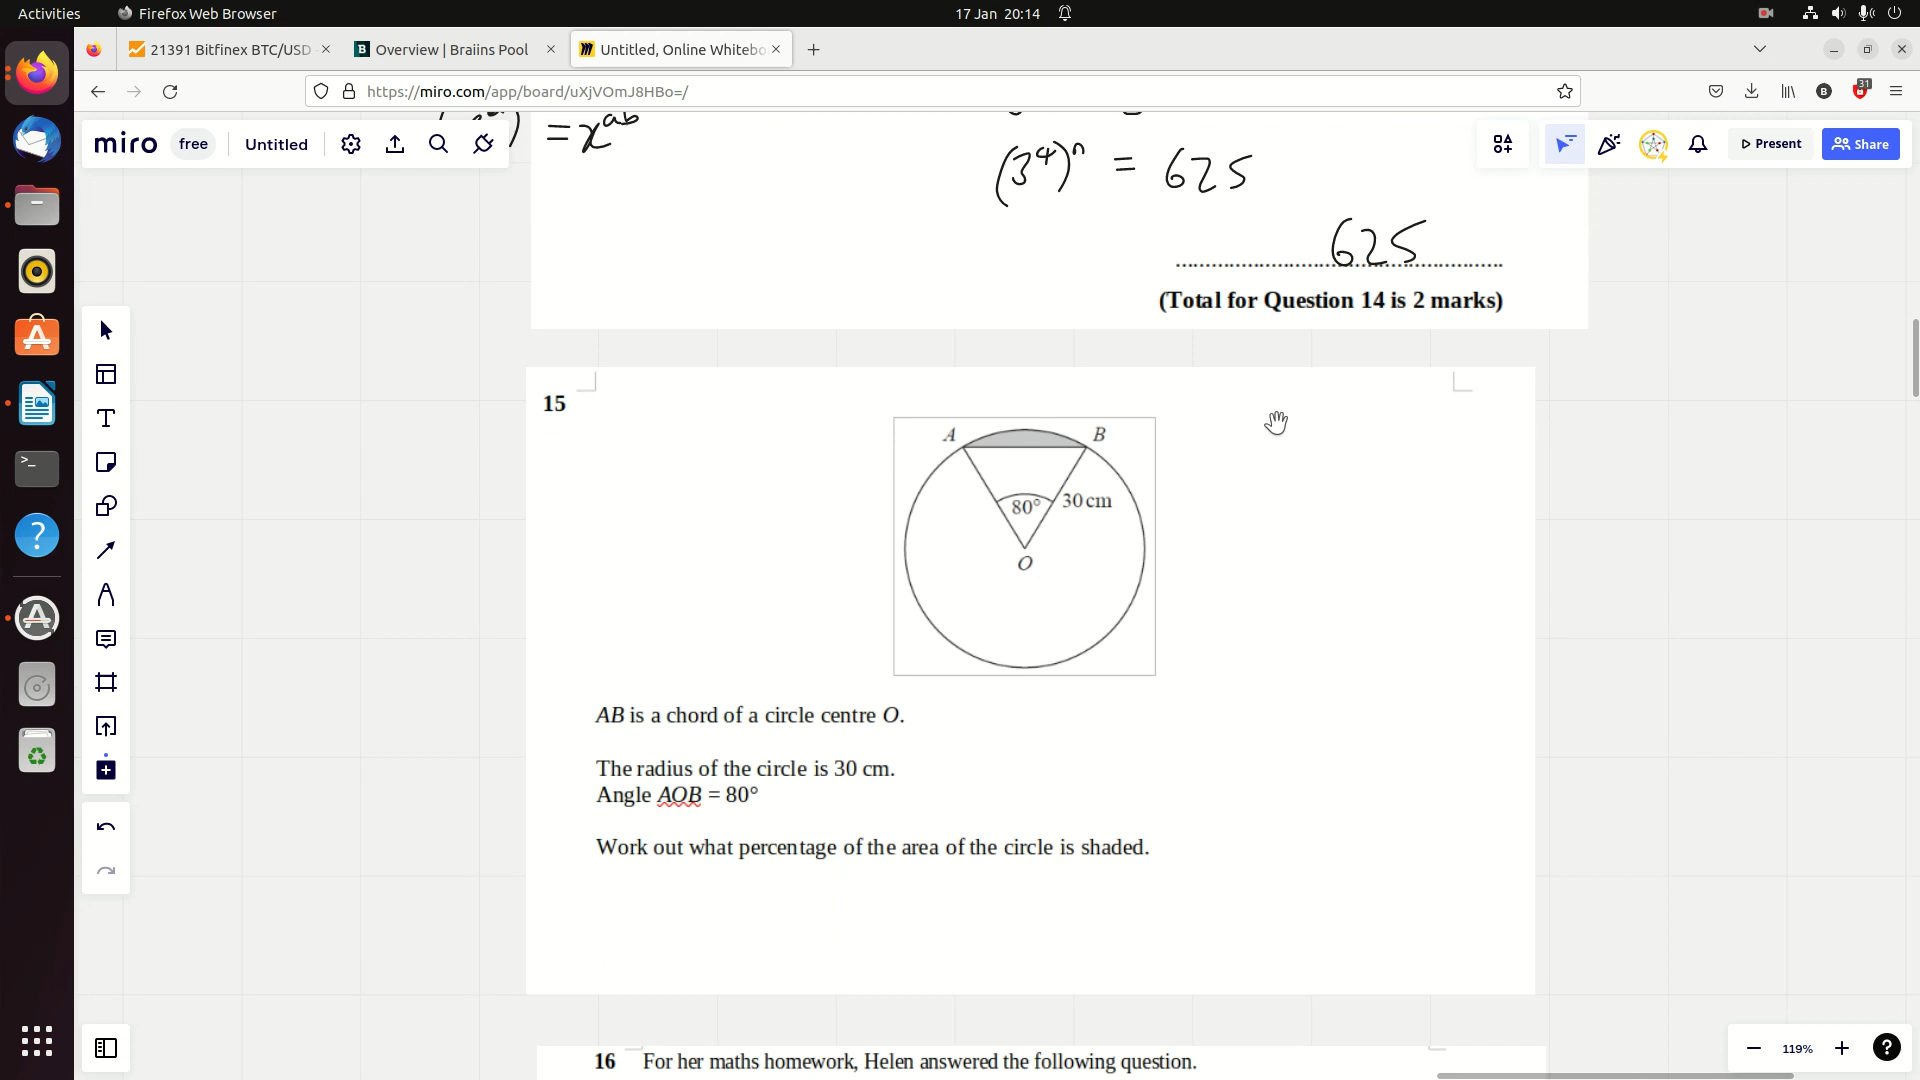 Activities Firefox Web Browser 17 Jan 20:14
21391 Bitfinex BTC/USD Overview | Braiins Pool Untitled, Online Whitebo
https://miro.com/app/board/uXjVOmJ8HBo=/ 31
= x^ab
miro free Untitled Present Share
(3^4)^n = 625
625
(Total for Question 14 is 2 marks)
15
A B
80° 30 cm
O
AB is a chord of a circle centre O.
The radius of the circle is 30 cm.
Angle AOB = 80°
Work out what percentage of the area of the circle is shaded.
16 For her maths homework, Helen answered the following question.
119%